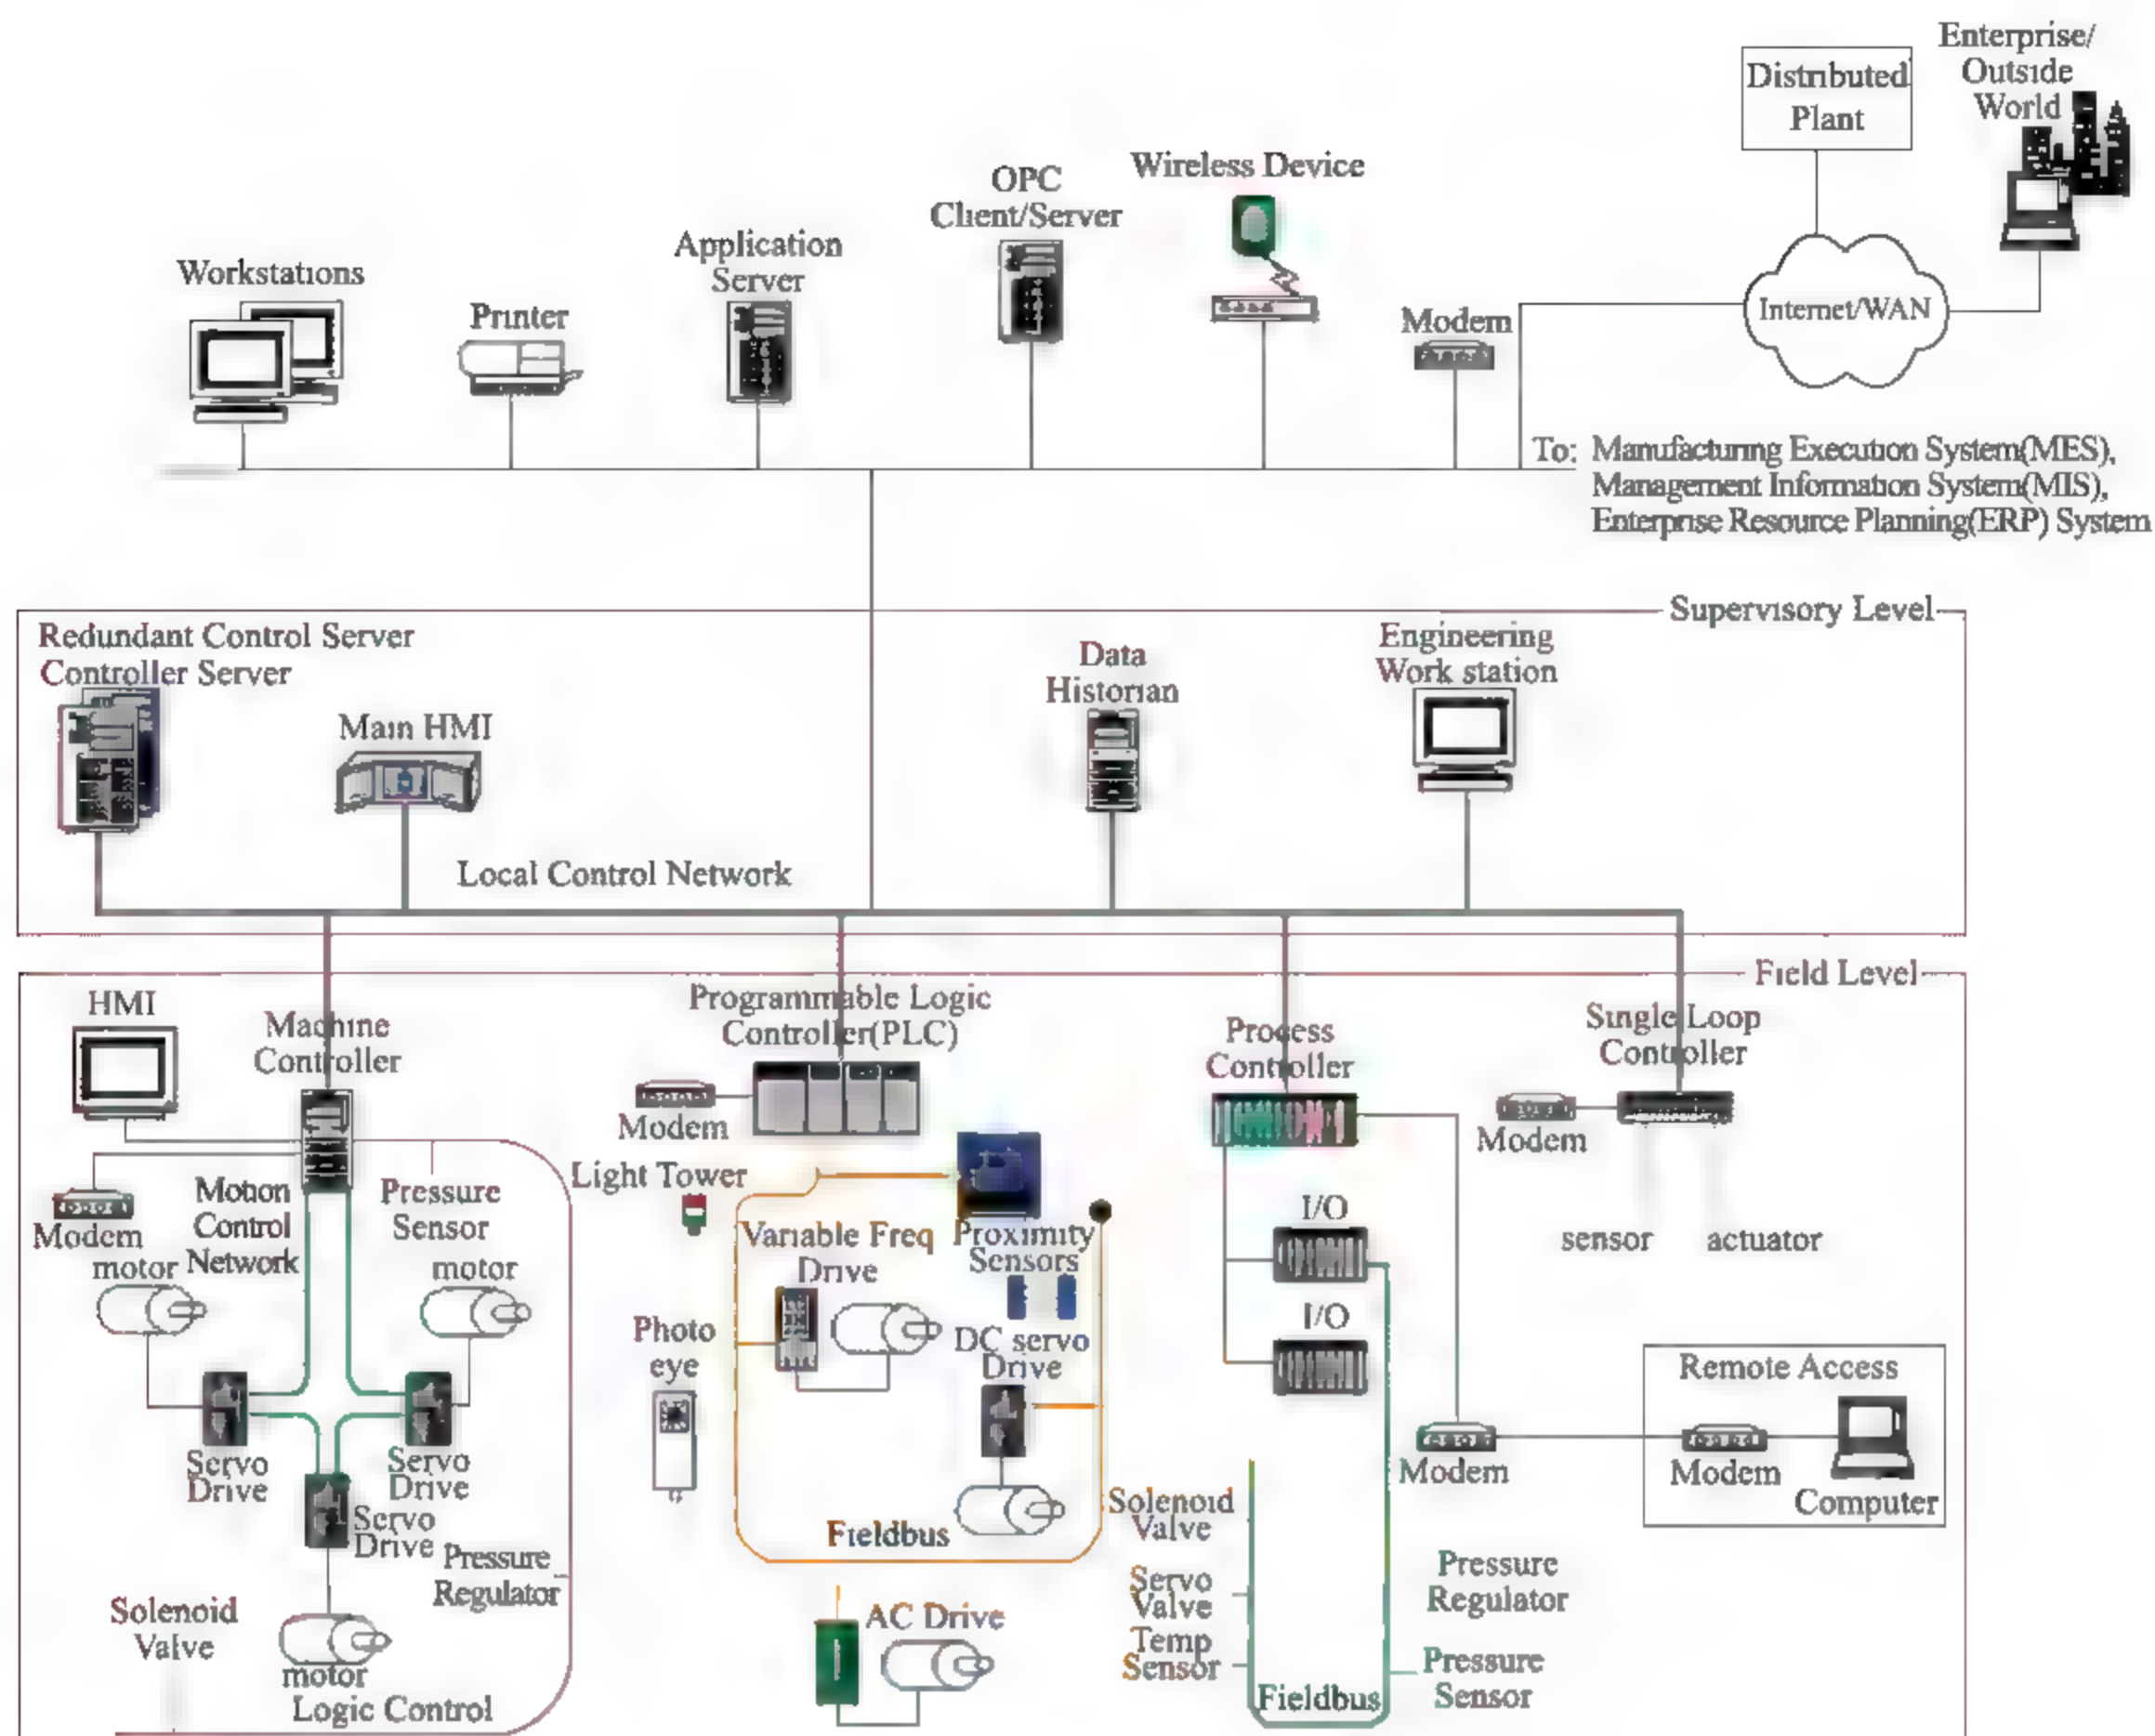 Enterprise/
Outside
World
Distributed
Plant
Wireless Device
OPC
Client/Server
Application
Server
Workstations
Printer
Modem
Internet/WAN
To: Manufacturing Execution System(MES),
Management Information System(MIS),
Enterprise Resource Planning(ERP) System
Supervisory Level
Redundant Control Server
Controller Server
Main HMI
Data
Historian
Engineering
Work station
Local Control Network
Field Level
HMI
Machine
Controller
Programmable Logic
Controller(PLC)
Process
Controller
Single Loop
Controller
Modem
Modem
Light Tower
Motion
Control
Network
Pressure
Sensor
Modem
motor
motor
Variable Freq
Drive
Proximity
Sensors
I/O
sensor
actuator
I/O
Photo
eye
DC servo
Drive
Remote Access
Servo
Drive
Servo
Drive
Servo
Drive
Modem
Modem
Computer
Solenoid
Valve
Fieldbus
Pressure
Regulator
Servo
Valve
Pressure
Regulator
Solenoid
Valve
AC Drive
Temp
Sensor
Pressure
Sensor
motor
Logic Control
Fieldbus